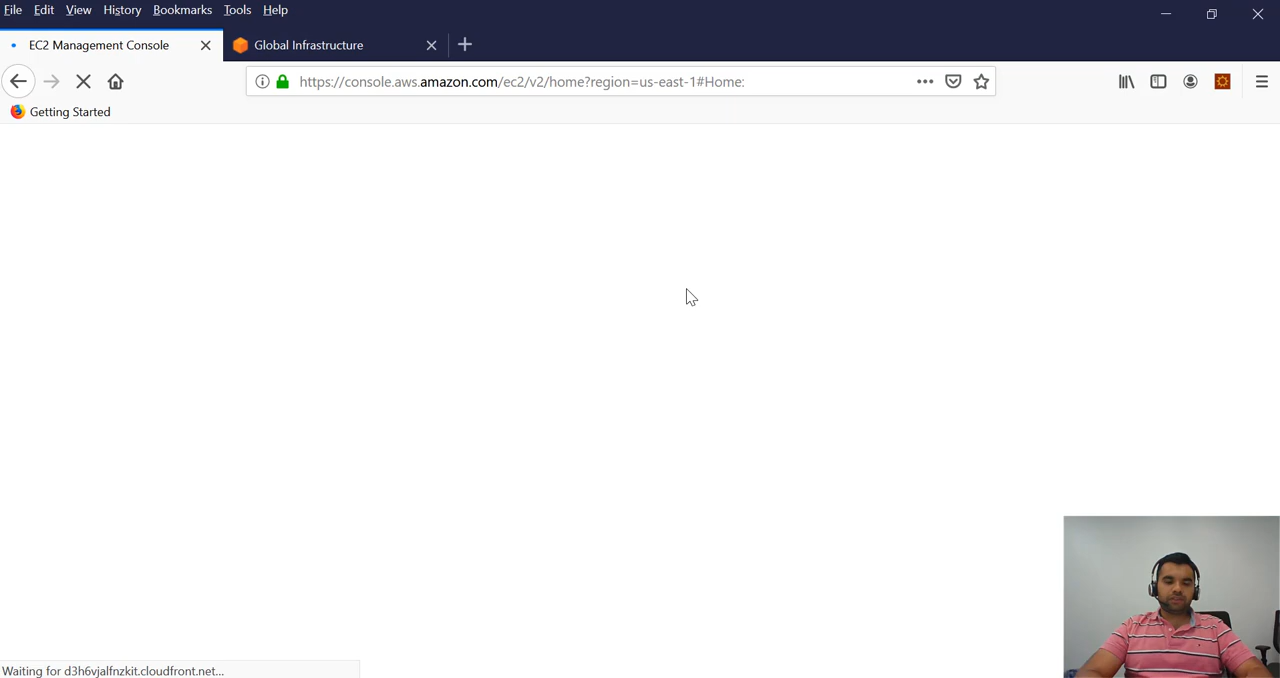 File Edit View History Bookmarks Tools Help
EC2 Management Console
Global Infrastructure
https://console.aws.amazon.com/ec2/v2/home?region=us-east-1#Home:
Getting Started
Waiting for d3h6vjalfnzkit.cloudfront.net...